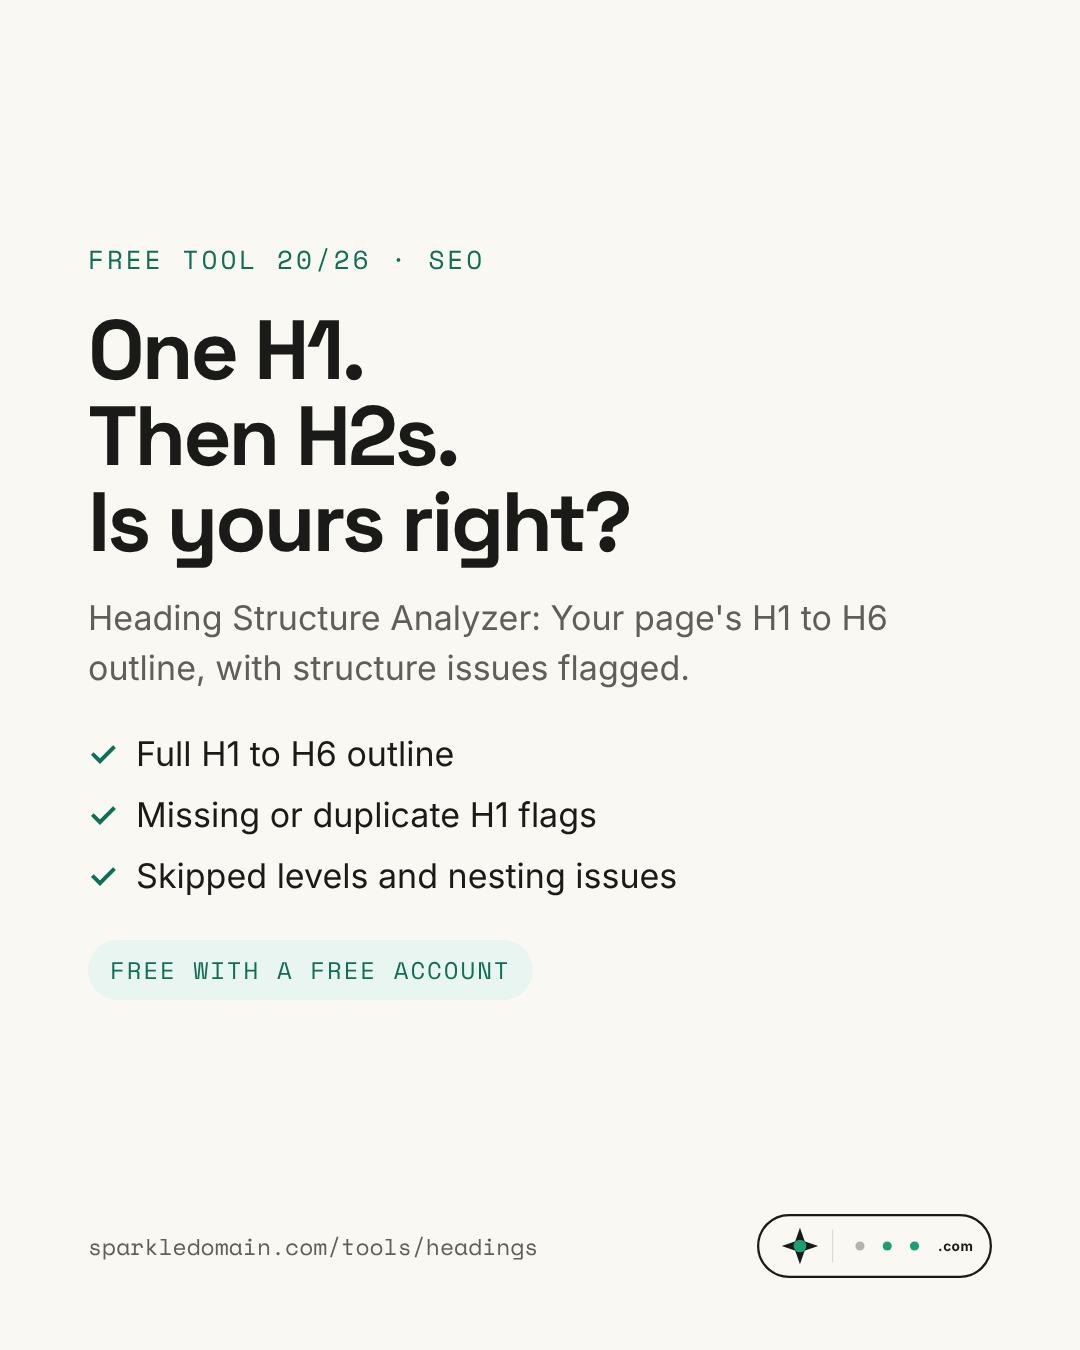 FREE TOOL 20/26 · SEO
One H1.
Then H2s.
Is yours right?
Heading Structure Analyzer: Your page's H1 to H6
outline, with structure issues flagged.
Full H1 to H6 outline
Missing or duplicate H1 flags
Skipped levels and nesting issues
FREE WITH A FREE ACCOUNT
sparkledomain.com/tools/headings
.com